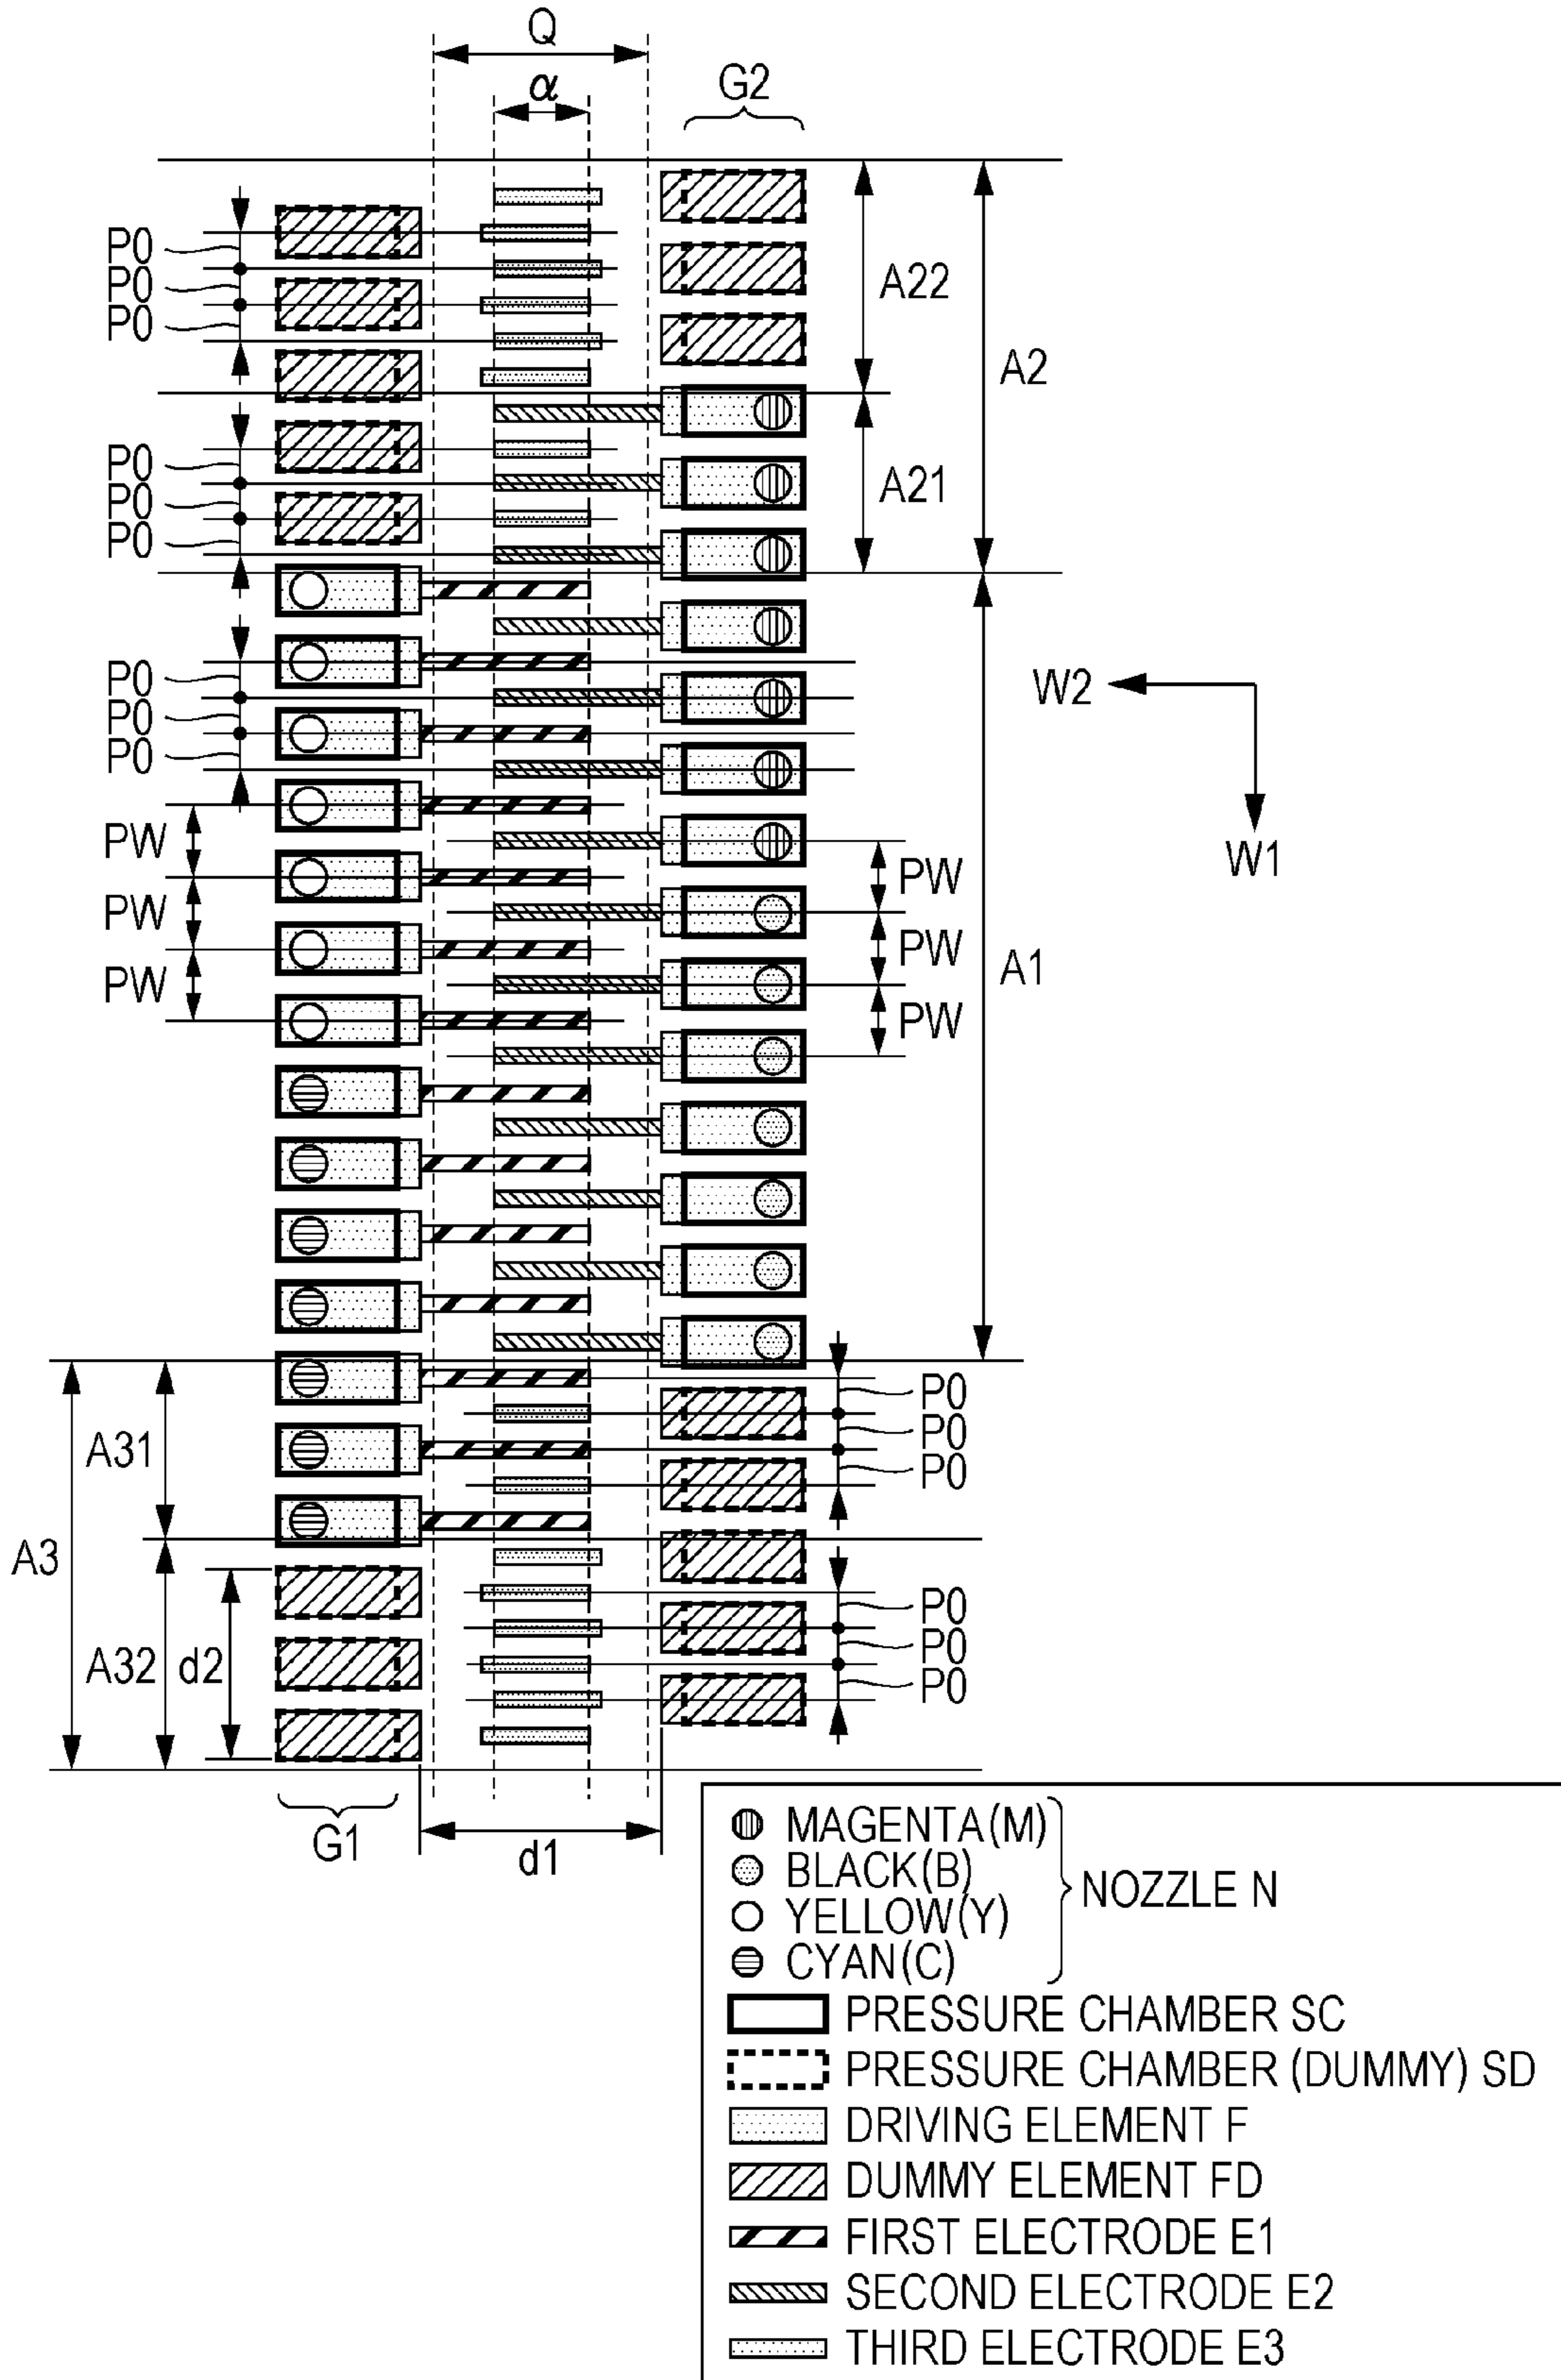 Q
α
G2
P0
P0
P0
A22
A2
P0
P0
P0
A21
P0
P0
P0
W2
W1
PW
PW
PW
PW
PW
PW
A1
P0
P0
P0
A31
A3
P0
P0
P0
A32
d2
G1
d1
MAGENTA(M)
BLACK(B)
YELLOW(Y)
CYAN(C)
NOZZLE N
PRESSURE CHAMBER SC
PRESSURE CHAMBER (DUMMY) SD
DRIVING ELEMENT F
DUMMY ELEMENT FD
FIRST ELECTRODE E1
SECOND ELECTRODE E2
THIRD ELECTRODE E3